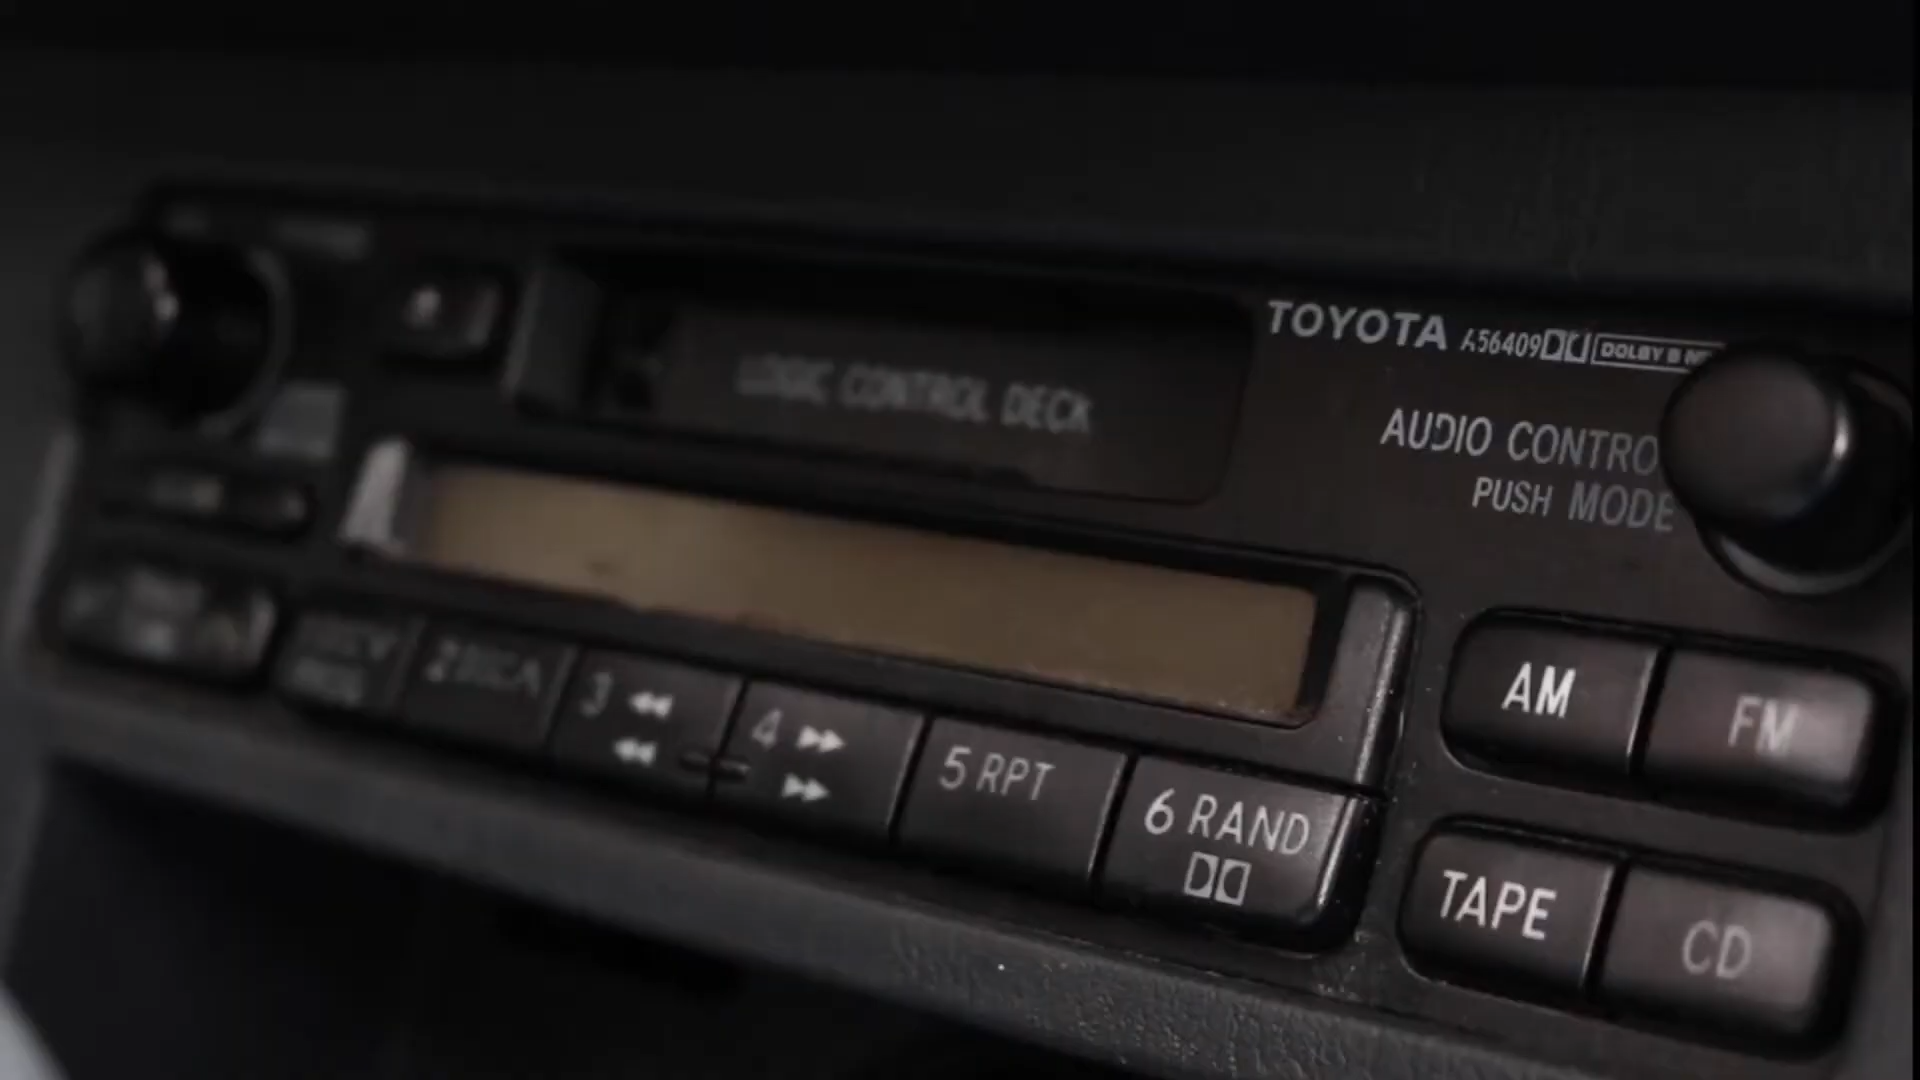 LOGIC CONTROL DECK
TOYOTA A56409 DOLBY B
AUDIO CONTRO
PUSH MODE
AM FM
3
4
5 RPT
6 RAND
TAPE CD